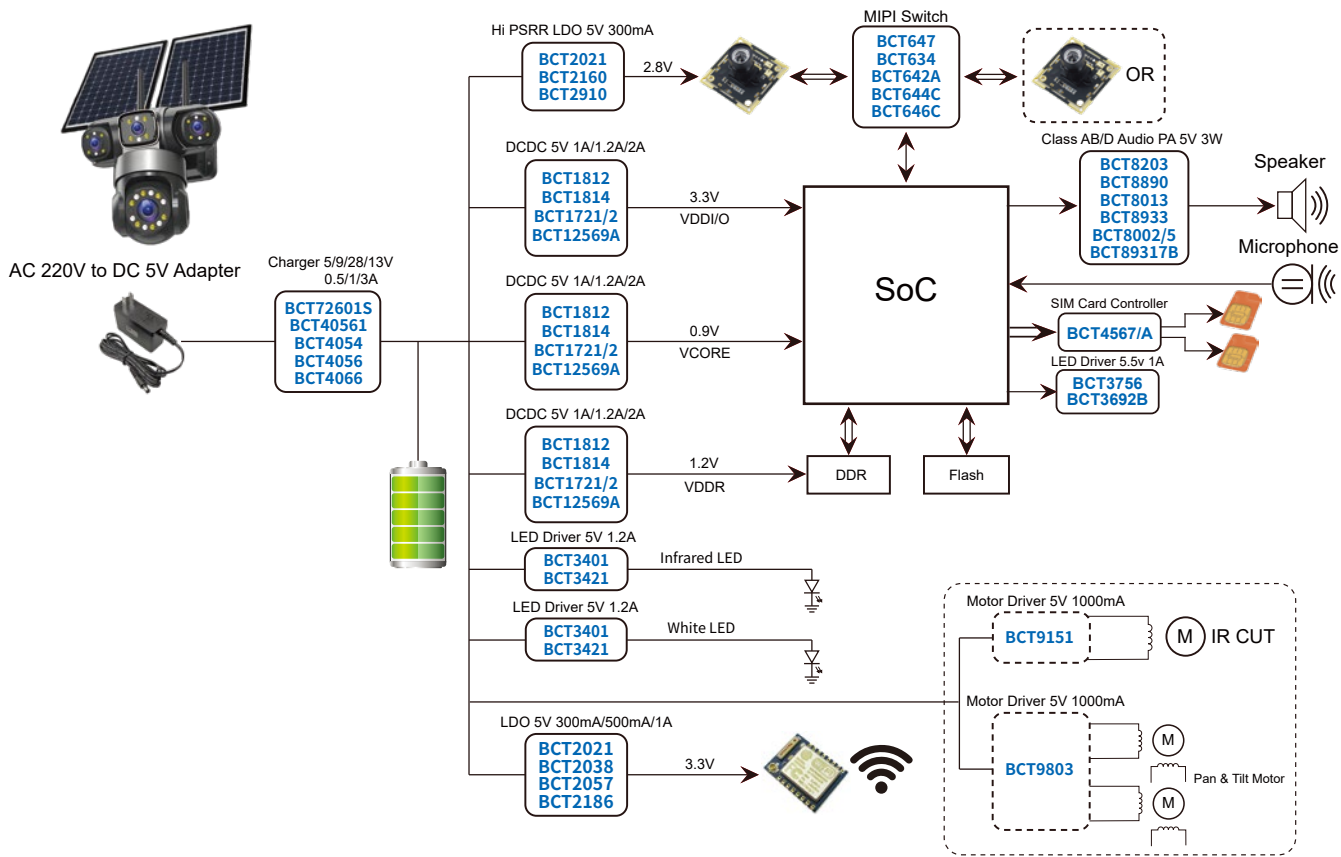 Hi PSRR LDO 5V 300mA
BCT2021
BCT2160
BCT2910
2.8V
MIPI Switch
BCT647
BCT634
BCT642A
BCT644C
BCT646C
OR
DCDC 5V 1A/1.2A/2A
BCT1812
BCT1814
BCT1721/2
BCT12569A
3.3V
VDDI/O
SoC
Class AB/D Audio PA 5V 3W
BCT8203
BCT8890
BCT8013
BCT8933
BCT8002/5
BCT89317B
Speaker
Microphone
AC 220V to DC 5V Adapter
Charger 5/9/28/13V
0.5/1/3A
BCT72601S
BCT40561
BCT4054
BCT4056
BCT4066
DCDC 5V 1A/1.2A/2A
BCT1812
BCT1814
BCT1721/2
BCT12569A
0.9V
VCORE
SIM Card Controller
BCT4567/A
LED Driver 5.5v 1A
BCT3756
BCT3692B
DCDC 5V 1A/1.2A/2A
BCT1812
BCT1814
BCT1721/2
BCT12569A
1.2V
VDDR
DDR
Flash
LED Driver 5V 1.2A
BCT3401
BCT3421
Infrared LED
LED Driver 5V 1.2A
BCT3401
BCT3421
White LED
Motor Driver 5V 1000mA
BCT9151
M
IR CUT
Motor Driver 5V 1000mA
BCT9803
M
Pan & Tilt Motor
M
LDO 5V 300mA/500mA/1A
BCT2021
BCT2038
BCT2057
BCT2186
3.3V